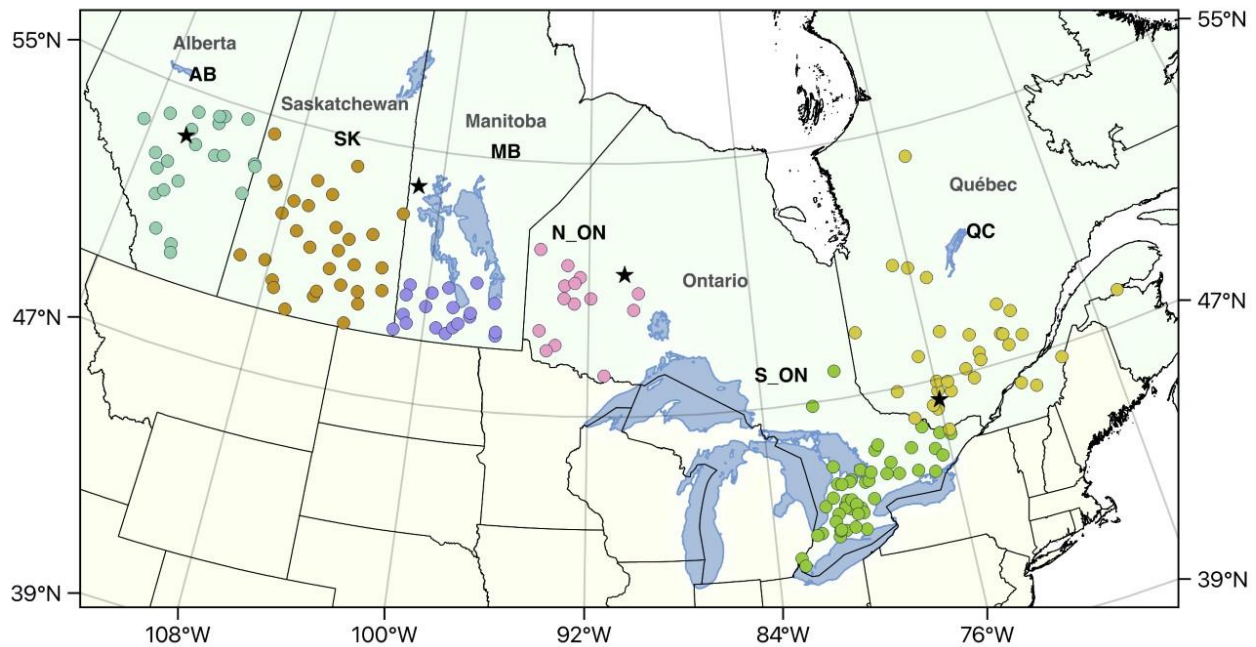 55°N
55°N
Alberta
AB
Saskatchewan
SK
Manitoba
MB
Québec
QC
N_ON
Ontario
47°N
47°N
S_ON
39°N
39°N
108°W
100°W
92°W
84°W
76°W